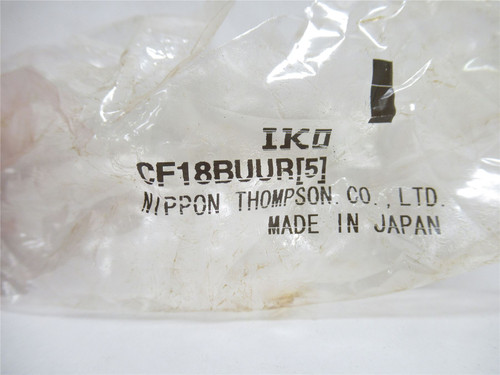 IKO
CF18BUUR[5]
NIPPON THOMPSON.CO.,LTD.
MADE IN JAPAN